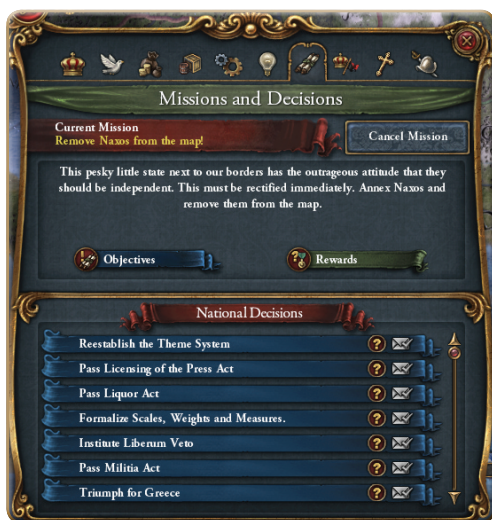 Missions and Decisions
Current Mission
Remove Naxos from the map!
Cancel Mission
This pesky little state next to our borders has the outrageous attitude that they
should be independent. This must be rectified immediately. Annex Naxos and
remove them from the map.
Objectives
Rewards
National Decisions
Reestablish the Theme System
Pass Licensing of the Press Act
Pass Liquor Act
Formalize Scales, Weights and Measures.
Institute Liberum Veto
Pass Militia Act
Triumph for Greece